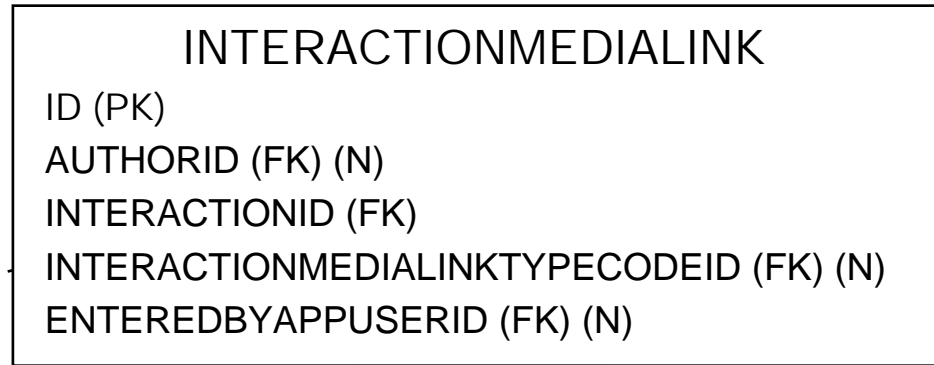 INTERACTIONMEDIALINK
ID (PK)
AUTHORID (FK) (N)
INTERACTIONID (FK)
INTERACTIONMEDIALINKTYPECODEID (FK) (N)
ENTEREDBYAPPUSERID (FK) (N)